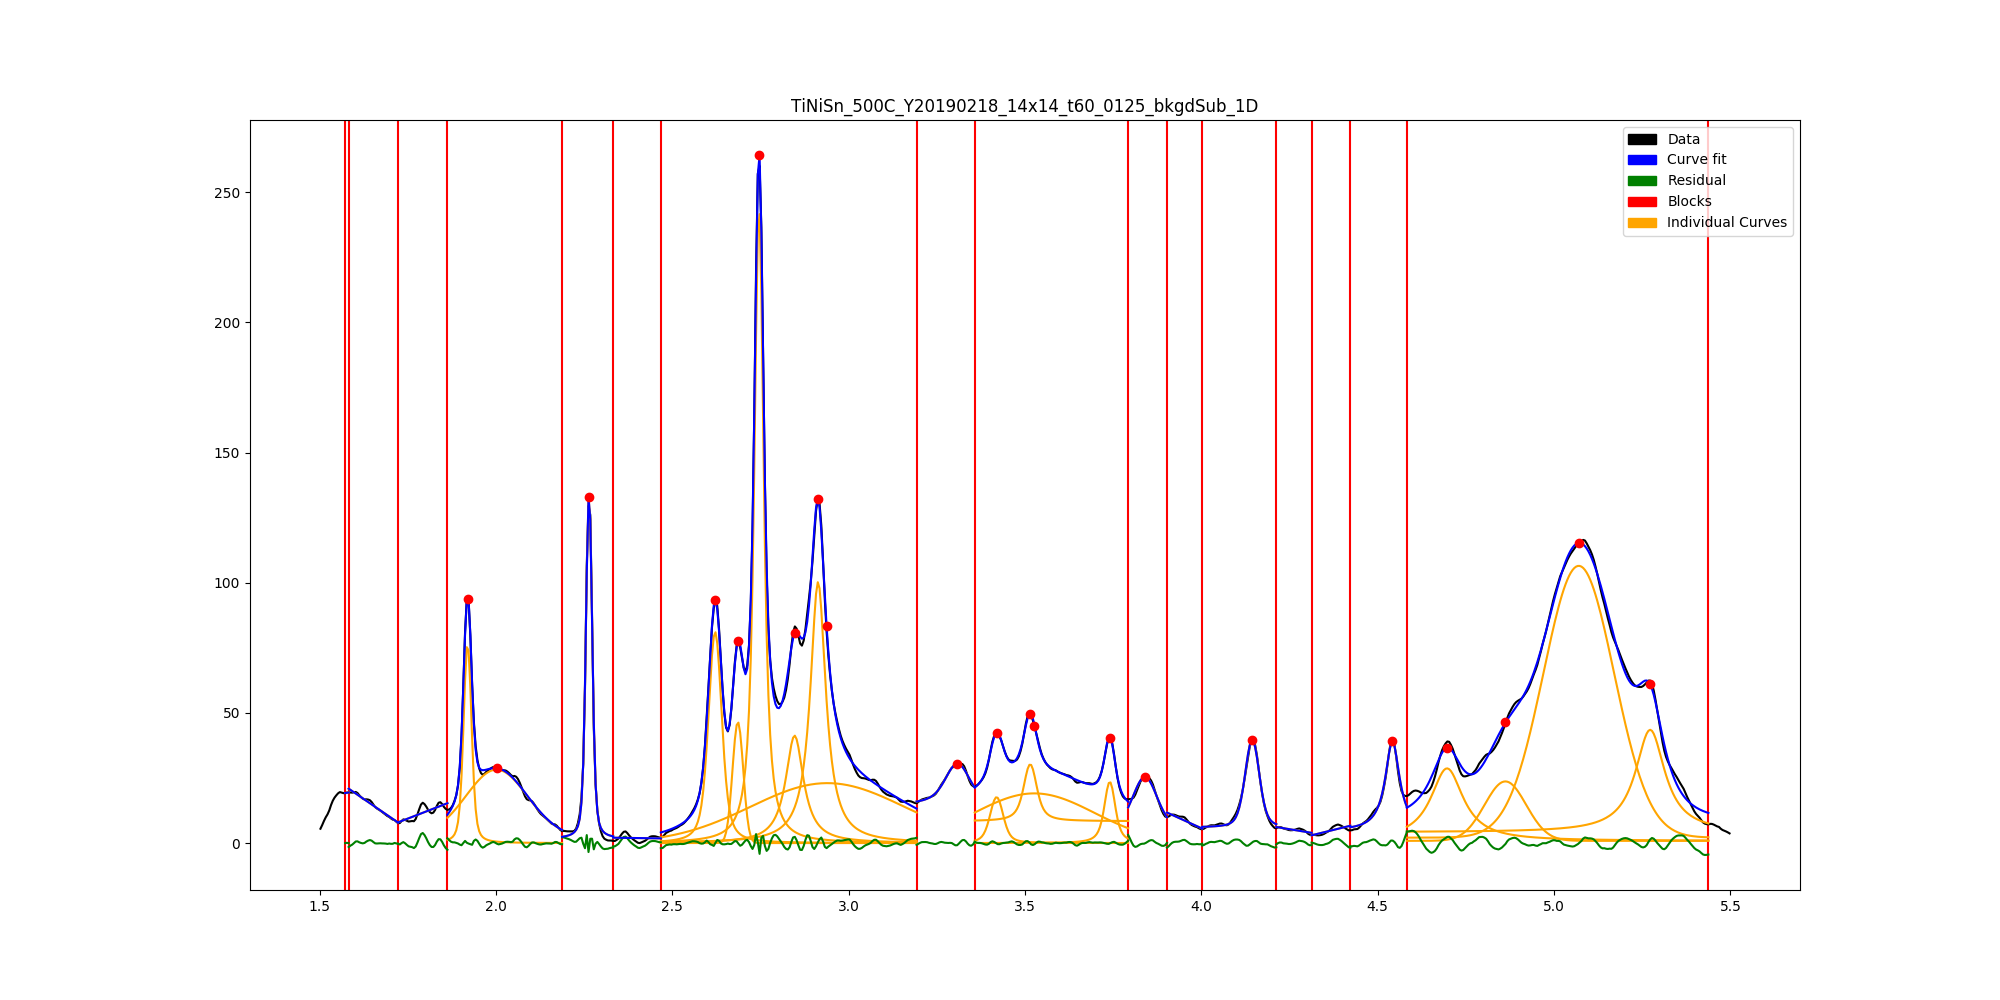 TiNiSn_500C_Y20190218_14x14_t60_0125_bkgdSub_1D
Data
Curve fit
Residual
Blocks
Individual Curves
250
200
150
100
50
0
1.5 2.0 2.5 3.0 3.5 4.0 4.5 5.0 5.5